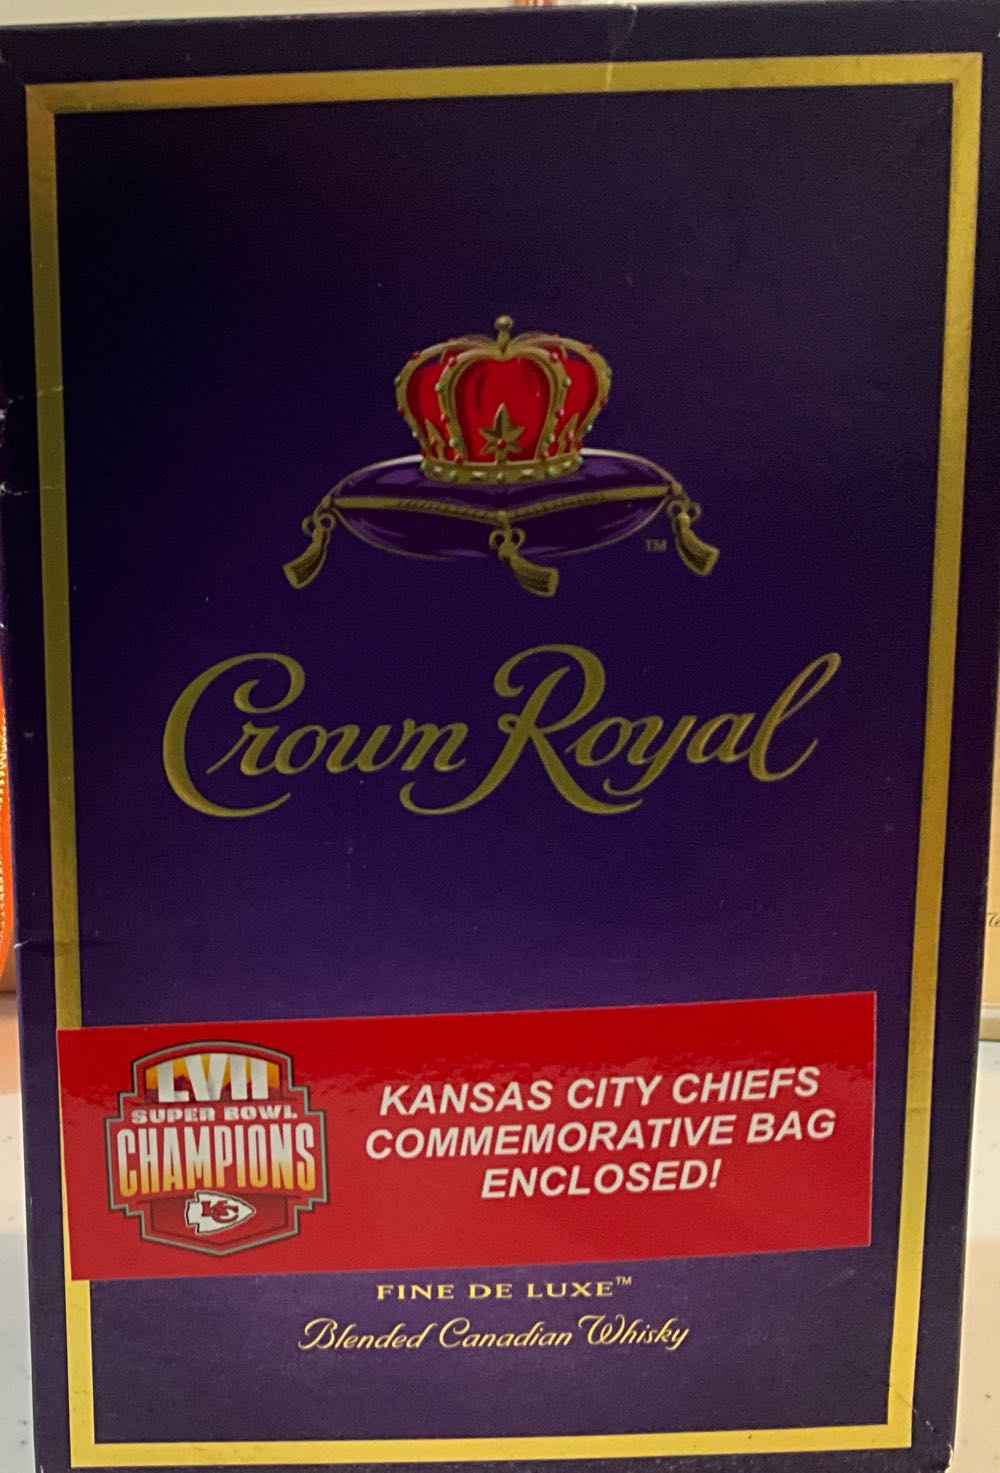 TM
Crown Royal
LVII
SUPER BOWL
CHAMPIONS
KC
KANSAS CITY CHIEFS
COMMEMORATIVE BAG
ENCLOSED!
FINE DE LUXE™
Blended Canadian Whisky